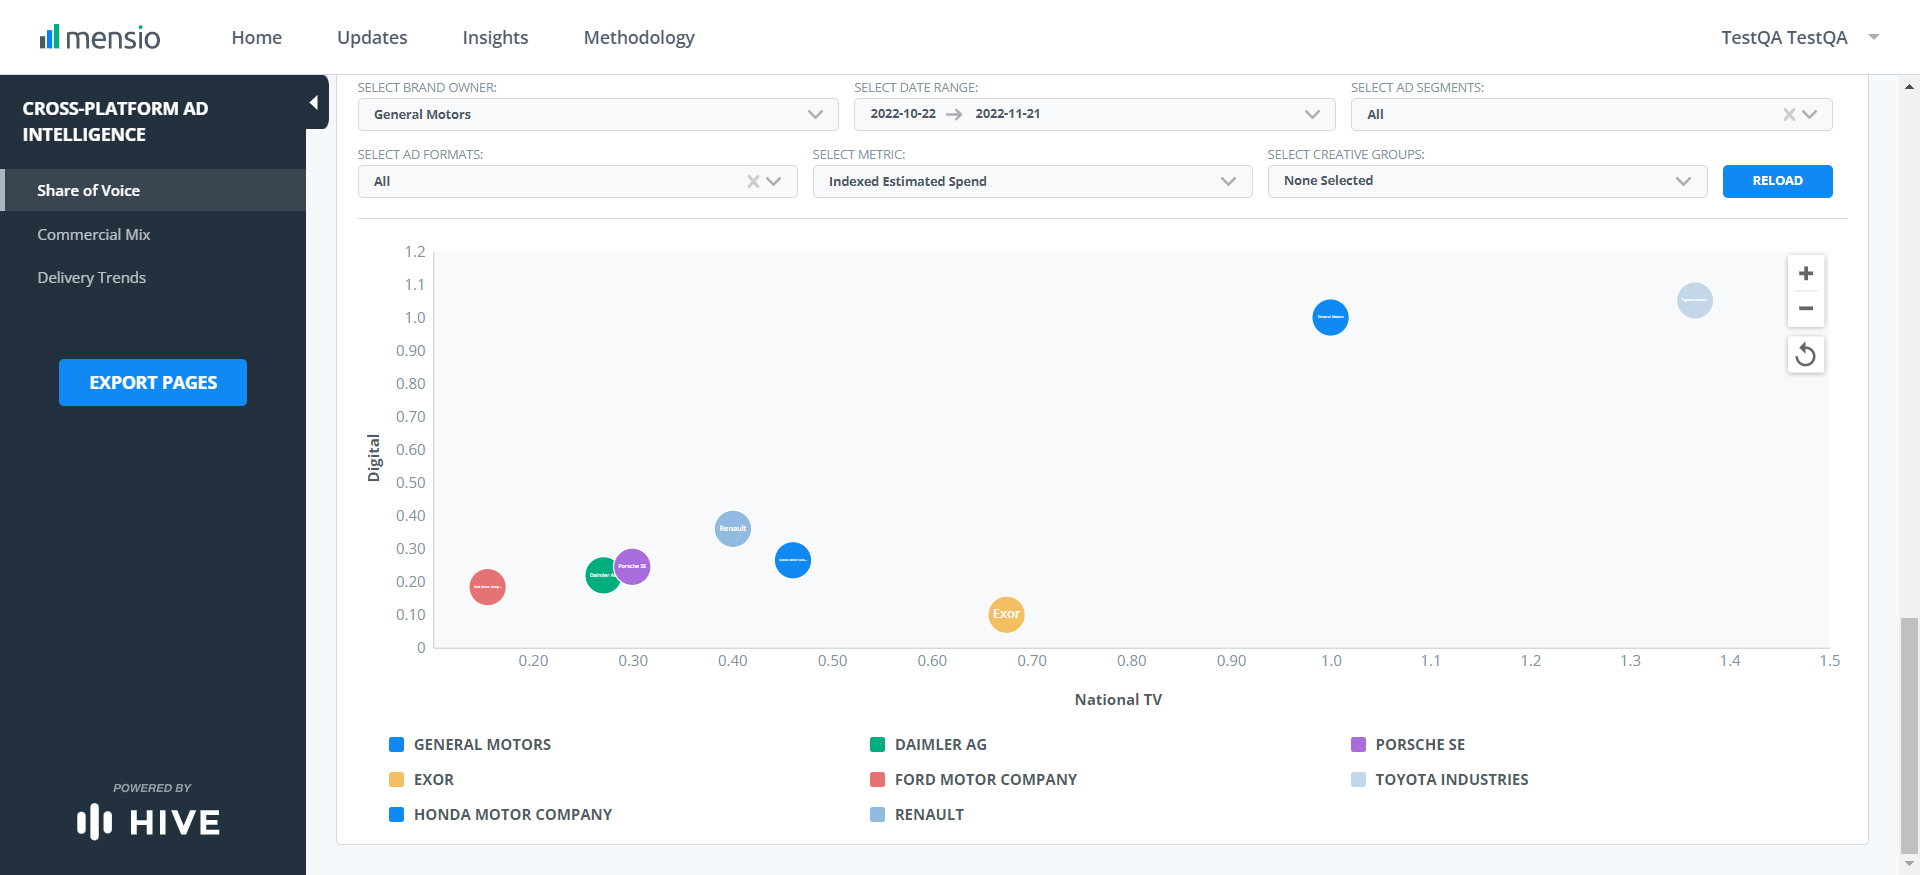 mensio
Home
Updates
Insights
Methodology
TestQA TestQA
CROSS-PLATFORM AD
INTELLIGENCE
Share of Voice
Commercial Mix
Delivery Trends
EXPORT PAGES
POWERED BY
HIVE
SELECT BRAND OWNER:
General Motors
SELECT DATE RANGE:
2022-10-22 → 2022-11-21
SELECT AD SEGMENTS:
All
SELECT AD FORMATS:
All
SELECT METRIC:
Indexed Estimated Spend
SELECT CREATIVE GROUPS:
None Selected
RELOAD
1.2
1.1
1.0
0.90
0.80
0.70
0.60
0.50
0.40
0.30
0.20
0.10
0
Digital
General Motors
Renault
Daimler A
Porsche SE
Exor
0.20 0.30 0.40 0.50 0.60 0.70 0.80 0.90 1.0 1.1 1.2 1.3 1.4 1.5
National TV
GENERAL MOTORS
DAIMLER AG
PORSCHE SE
EXOR
FORD MOTOR COMPANY
TOYOTA INDUSTRIES
HONDA MOTOR COMPANY
RENAULT